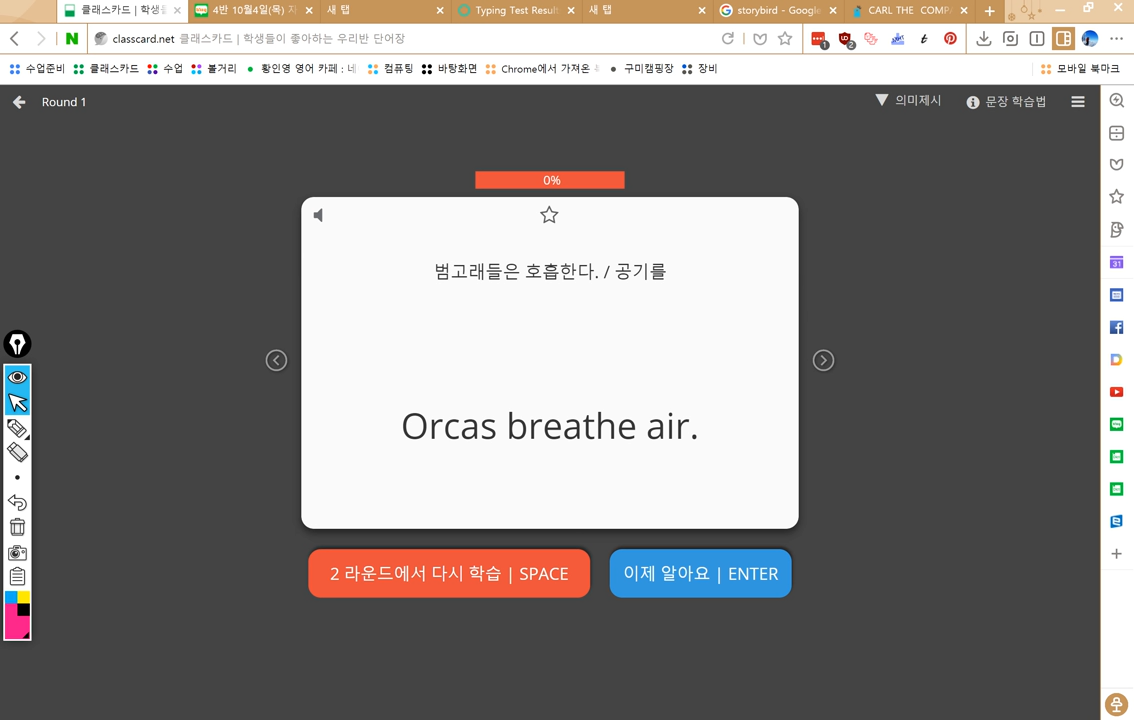 클래스카드 | 학생들
4반 10월4일(목) 지
새 탭
Typing Test Resul
새 탭
storybird - Google
CARL THE COMP
classcard.net 클래스카드 | 학생들이 좋아하는 우리반 단어장
수업준비 클래스카드 수업 볼거리 황인영 영어 카페 : 네 컴퓨팅 바탕화면 Chrome에서 가져온 구미캠핑장 장비 모바일 북마크
Round 1
의미제시 문장 학습법
0%
범고래들은 호흡한다. / 공기를
Orcas breathe air.
2 라운드에서 다시 학습 | SPACE
이제 알아요 | ENTER